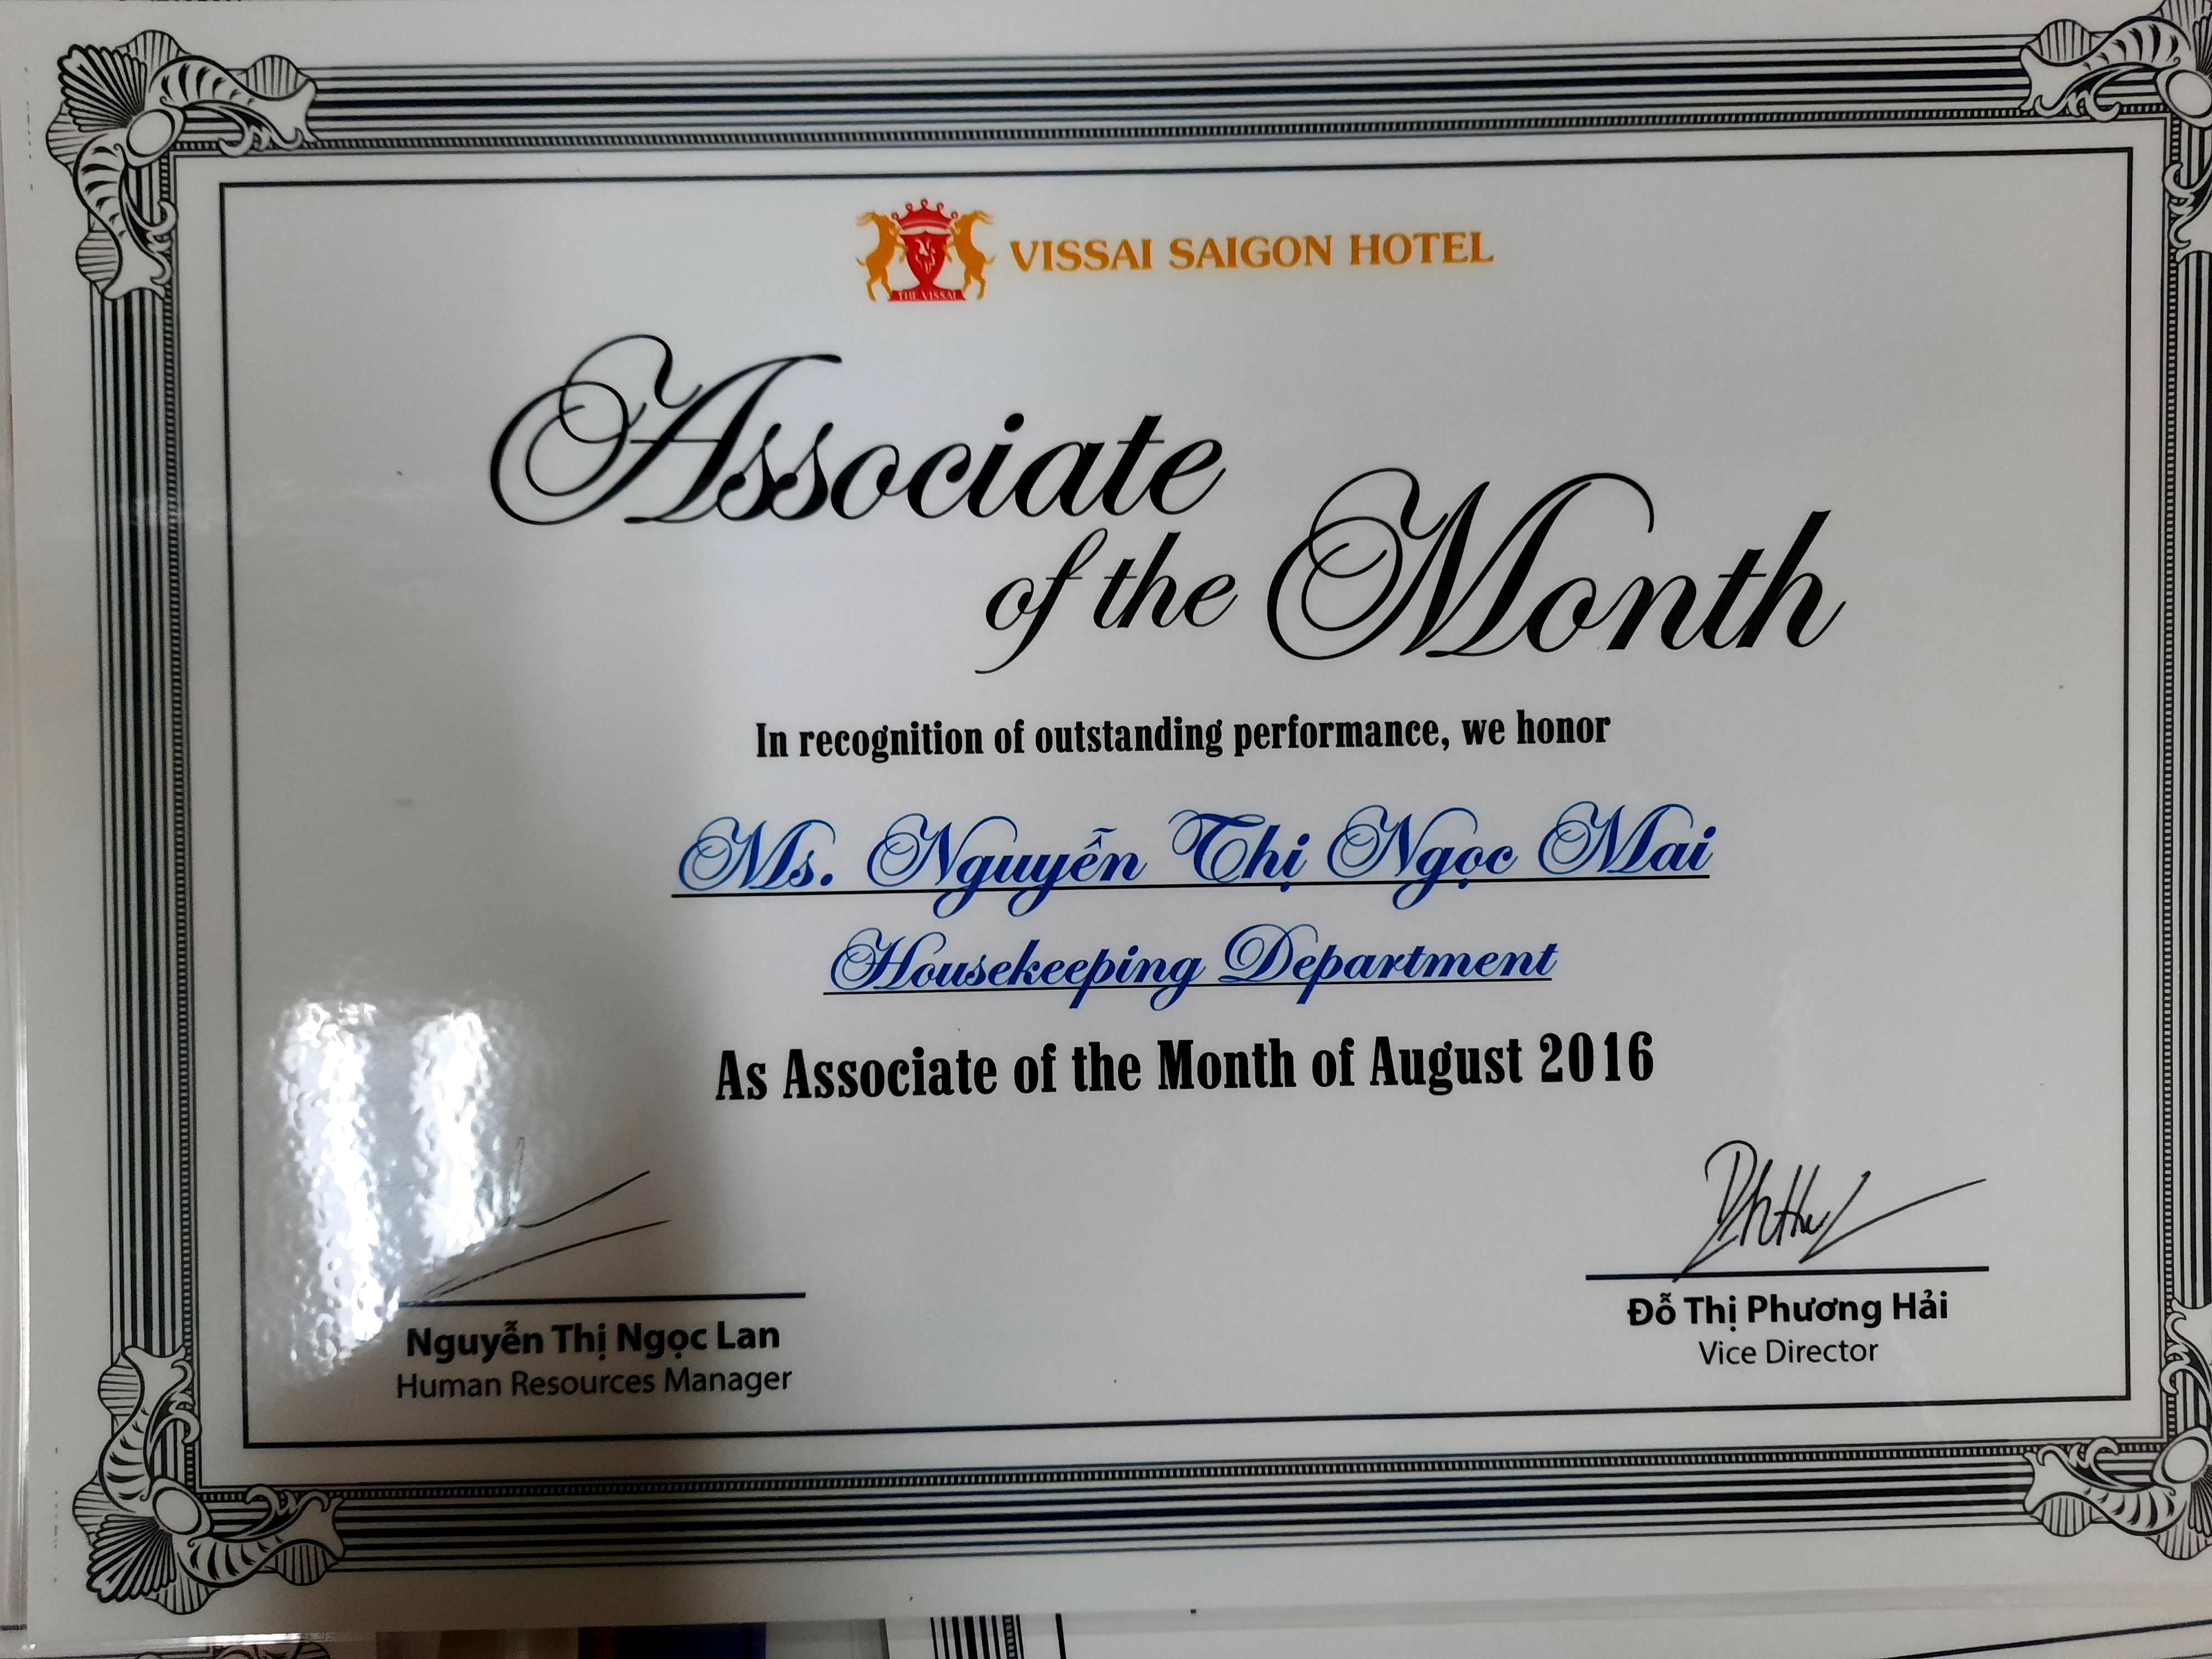 VISSAI SAIGON HOTEL
THE VISSAI
Associate
of the Month
In recognition of outstanding performance, we honor
Ms. Nguyễn Thị Ngọc Mai
Housekeeping Department
As Associate of the Month of August 2016
Nguyễn Thị Ngọc Lan
Human Resources Manager
Đỗ Thị Phương Hải
Vice Director